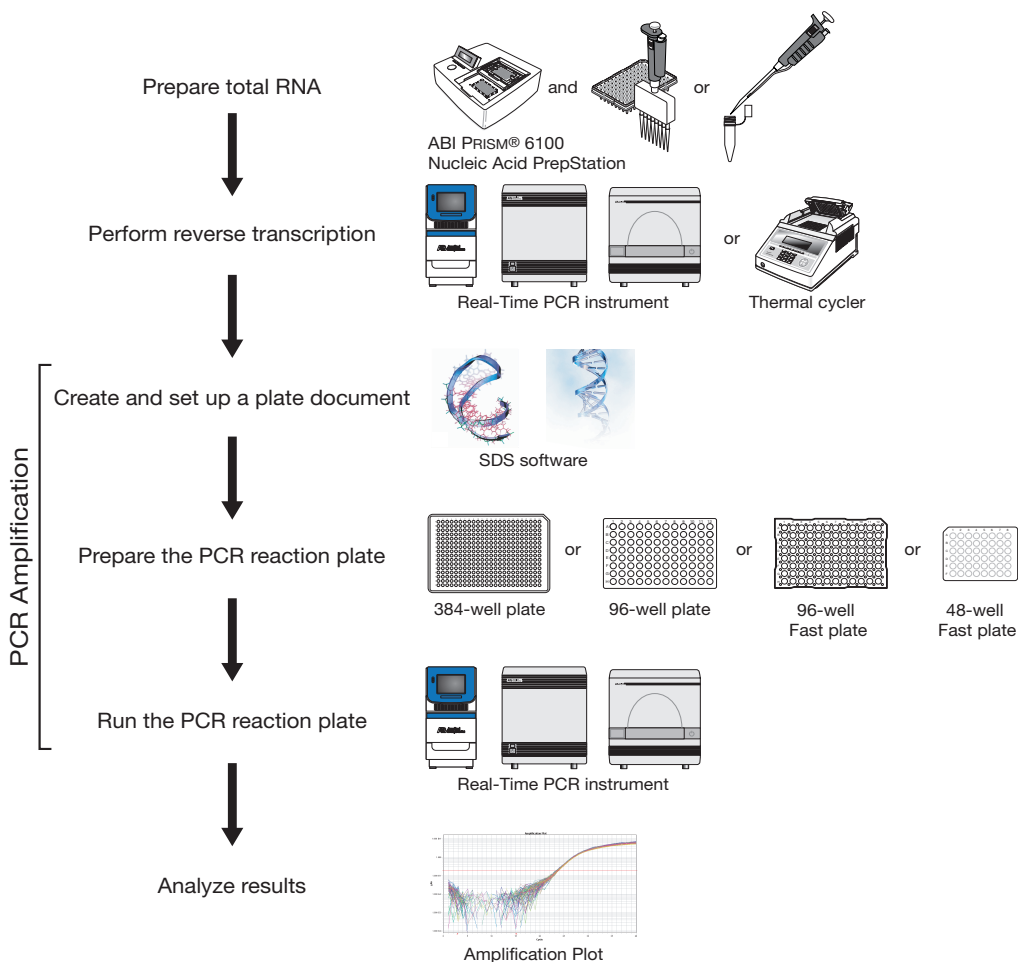 Prepare total RNA
and
or
ABI PRISM® 6100
Nucleic Acid PrepStation
Perform reverse transcription
or
Real-Time PCR instrument
Thermal cycler
PCR Amplification
Create and set up a plate document
SDS software
Prepare the PCR reaction plate
or
or
or
384-well plate
96-well plate
96-well
Fast plate
48-well
Fast plate
Run the PCR reaction plate
Real-Time PCR instrument
Analyze results
Amplification Plot
Amplification Plot